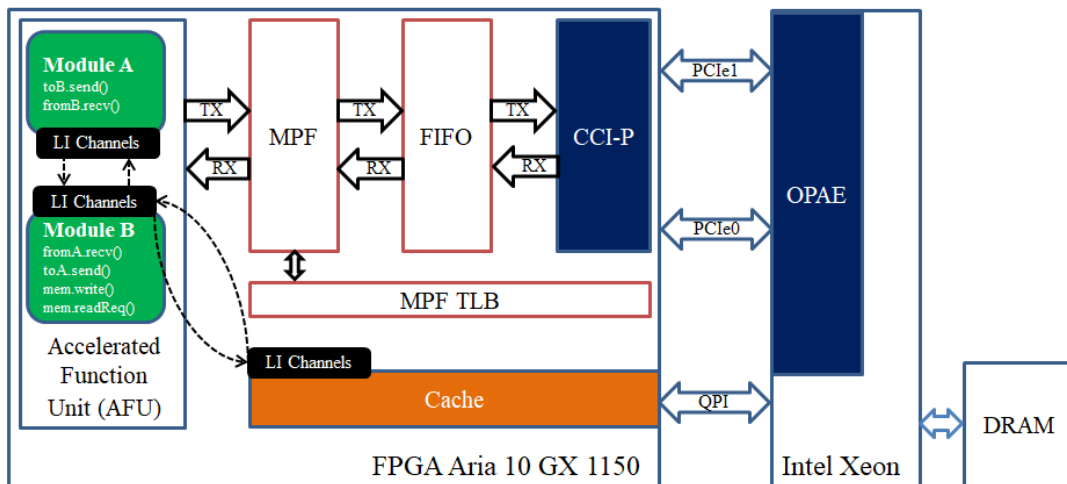 Module A
toB.send()
fromB.recv()
LI Channels
LI Channels
Module B
fromA.recv()
toA.send()
mem.write()
mem.readReq()
Accelerated
Function
Unit (AFU)
TX
RX
MPF
TX
RX
FIFO
TX
RX
CCI-P
MPF TLB
LI Channels
Cache
FPGA Aria 10 GX 1150
PCIe1
PCIe0
QPI
OPAE
Intel Xeon
DRAM